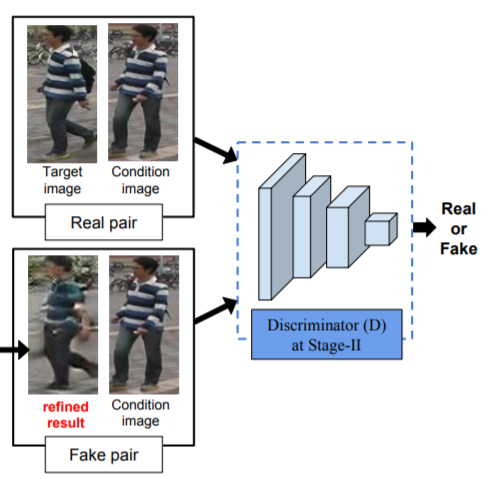 Target
image
Condition
image
Real pair
refined
result
Condition
image
Fake pair
Discriminator (D)
at Stage-II
Real
or
Fake